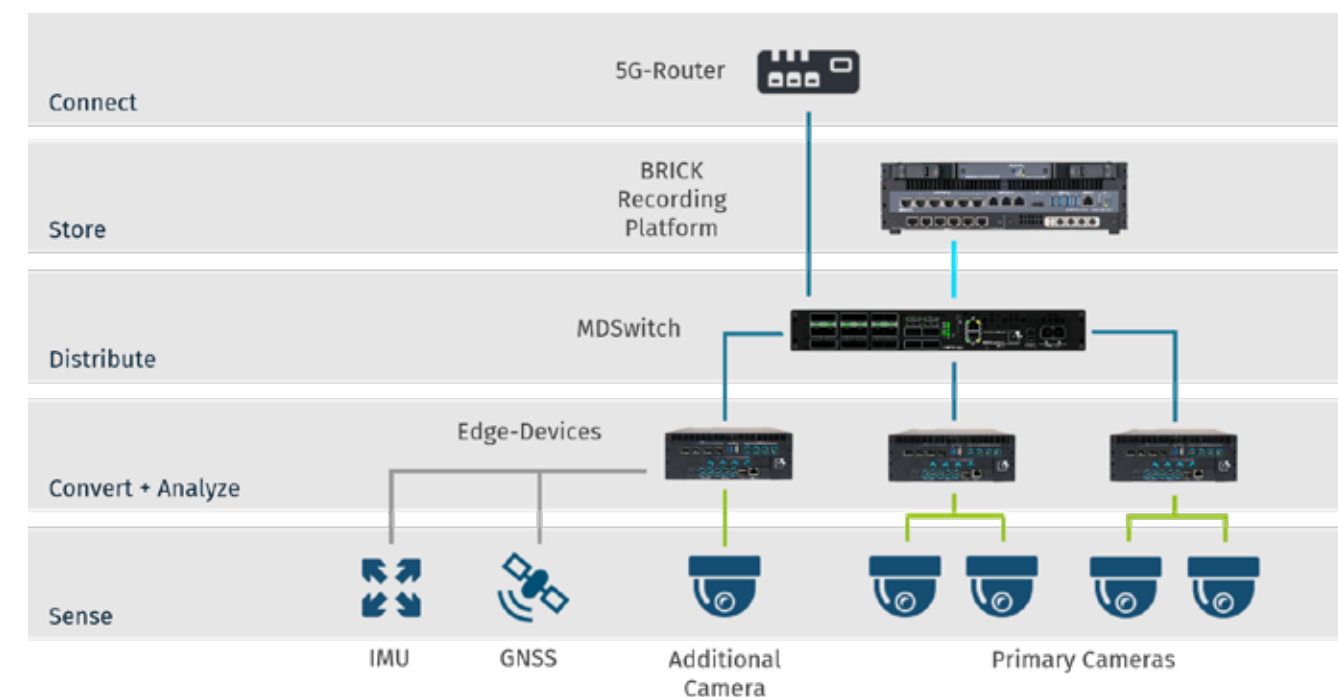 5G-Router
Connect
BRICK
Recording
Platform
Store
MDSwitch
Distribute
Edge-Devices
Convert + Analyze
Sense
IMU
GNSS
Additional
Camera
Primary Cameras